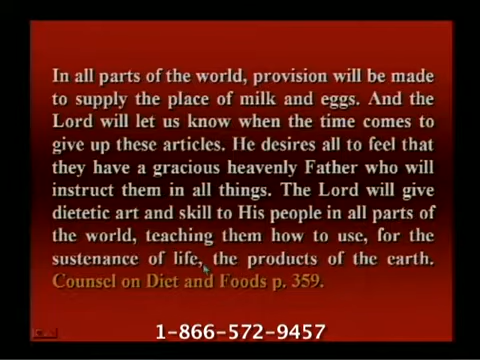 In all parts of the world, provision will be made
to supply the place of milk and eggs. And the
Lord will let us know when the time comes to
give up these articles. He desires all to feel that
they have a gracious heavenly Father who will
instruct them in all things. The Lord will give
dietetic art and skill to His people in all parts of
the world, teaching them how to use, for the
sustenance of life, the products of the earth.
Counsel on Diet and Foods p. 359.
1-866-572-9457